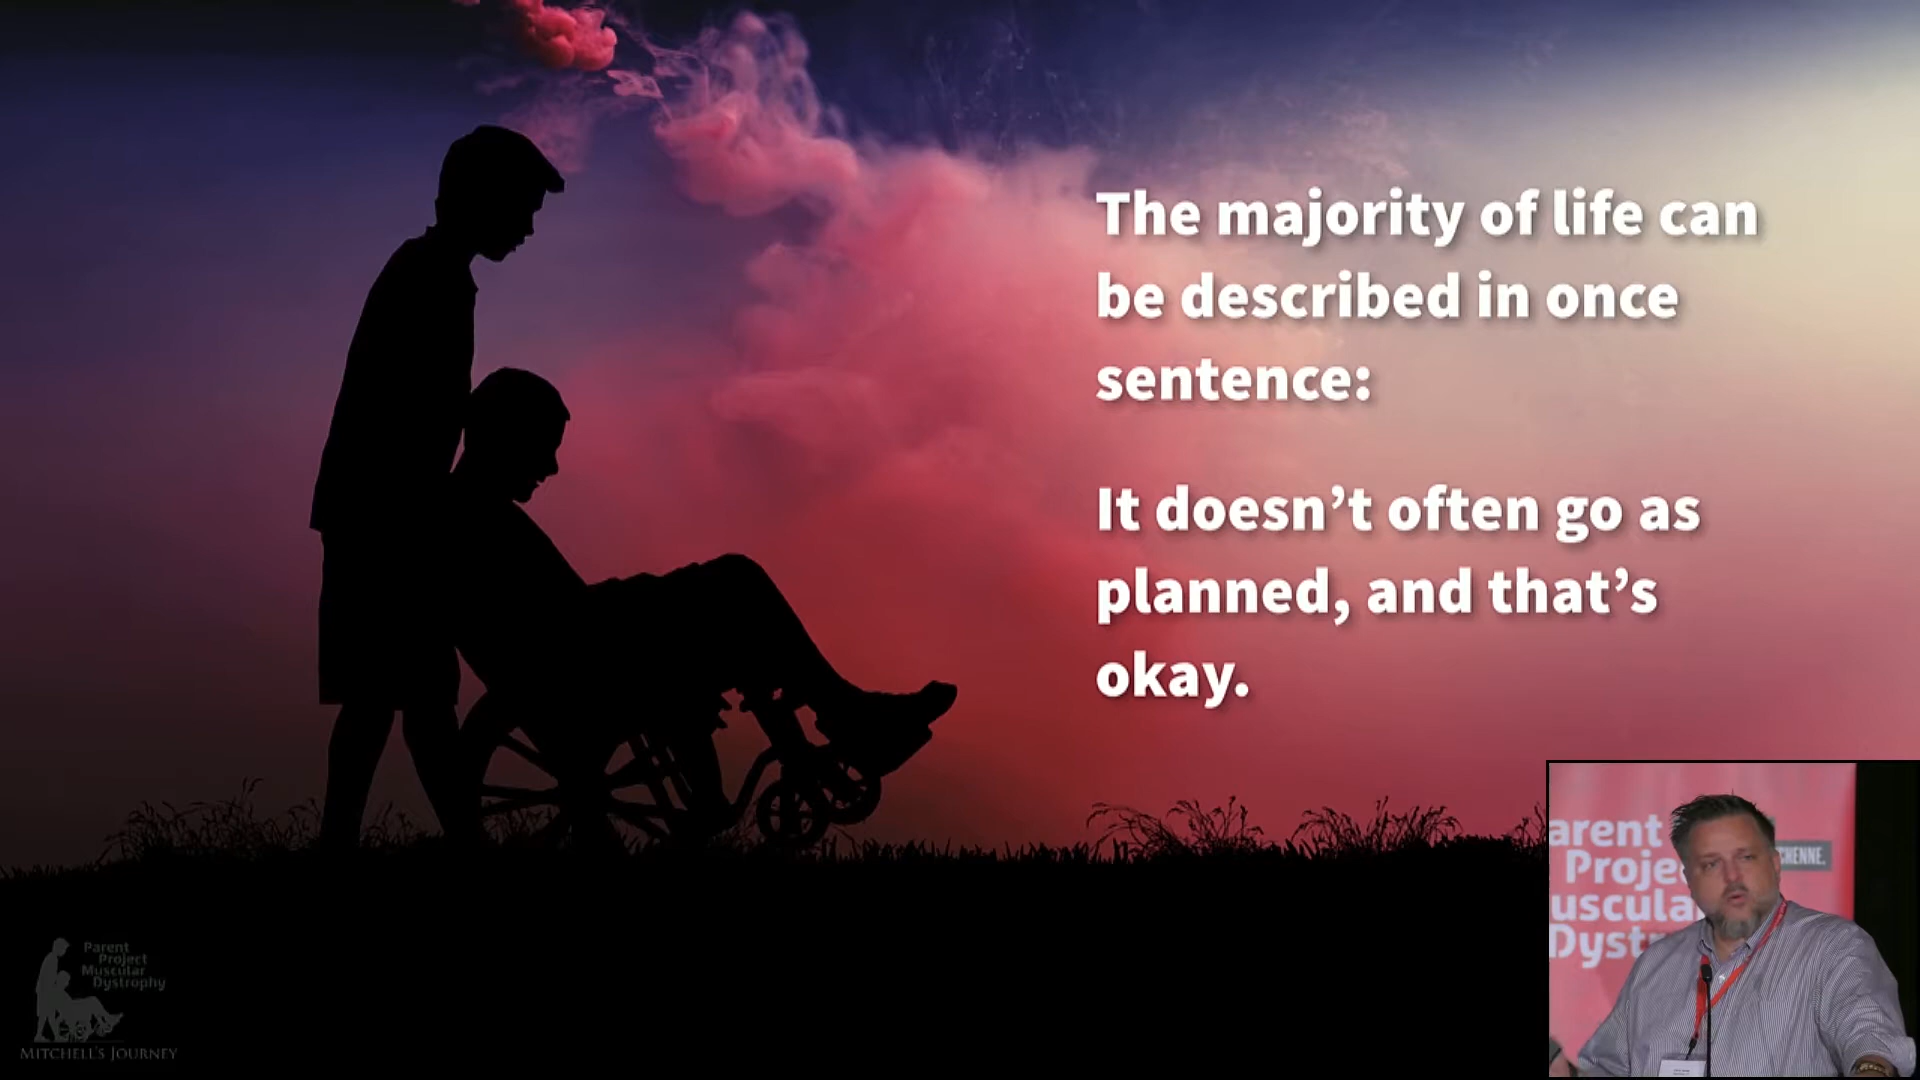 The majority of life can
be described in once
sentence:
It doesn’t often go as
planned, and that’s
okay.
Parent
Project
Muscular
Dystrophy
MITCHELL'S JOURNEY
arent
Proje
uscula
Dyst
CHENNE.